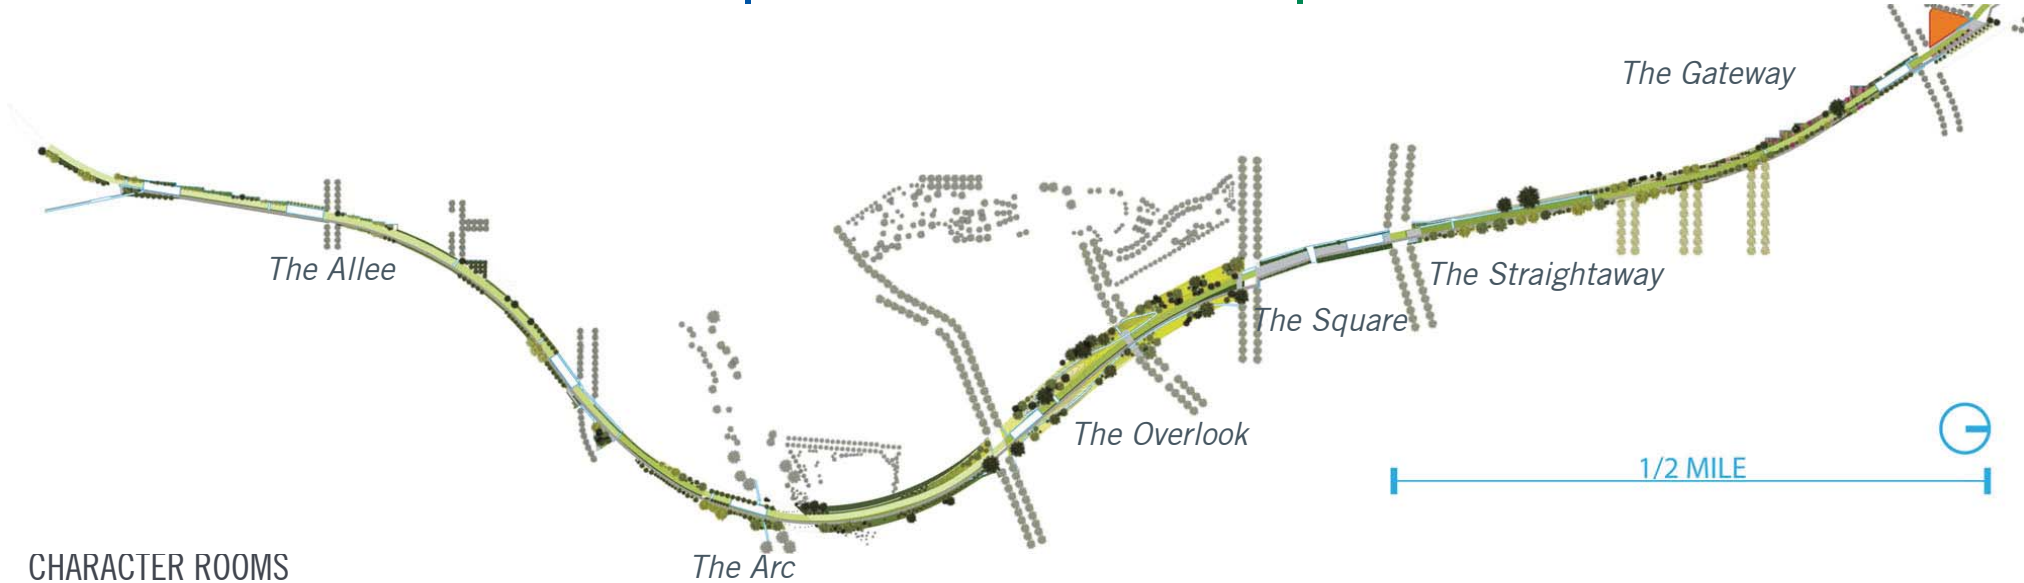 The Gateway
The Allee
The Straightaway
The Square
The Overlook
1/2 MILE
The Arc
CHARACTER ROOMS